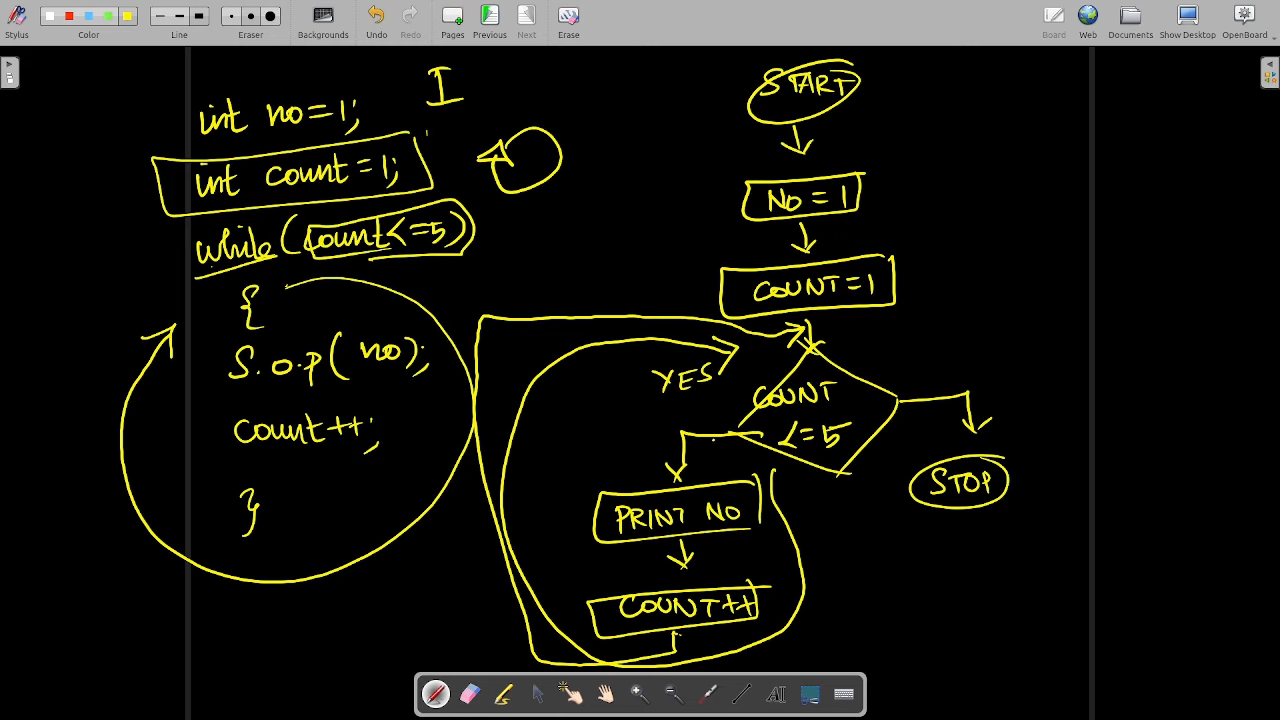 Stylus
Color
Line
Eraser
Backgrounds
Undo
Redo
Pages
Previous
Next
Erase
Board
Web
Documents
Show Desktop
OpenBoard
I
int no=1;
int count=1;
while (count<=5)
{
S.o.p( no);
count++;
}
START
NO = 1
COUNT=1
YES
COUNT
<=5
STOP
PRINT NO
COUNT++
AI